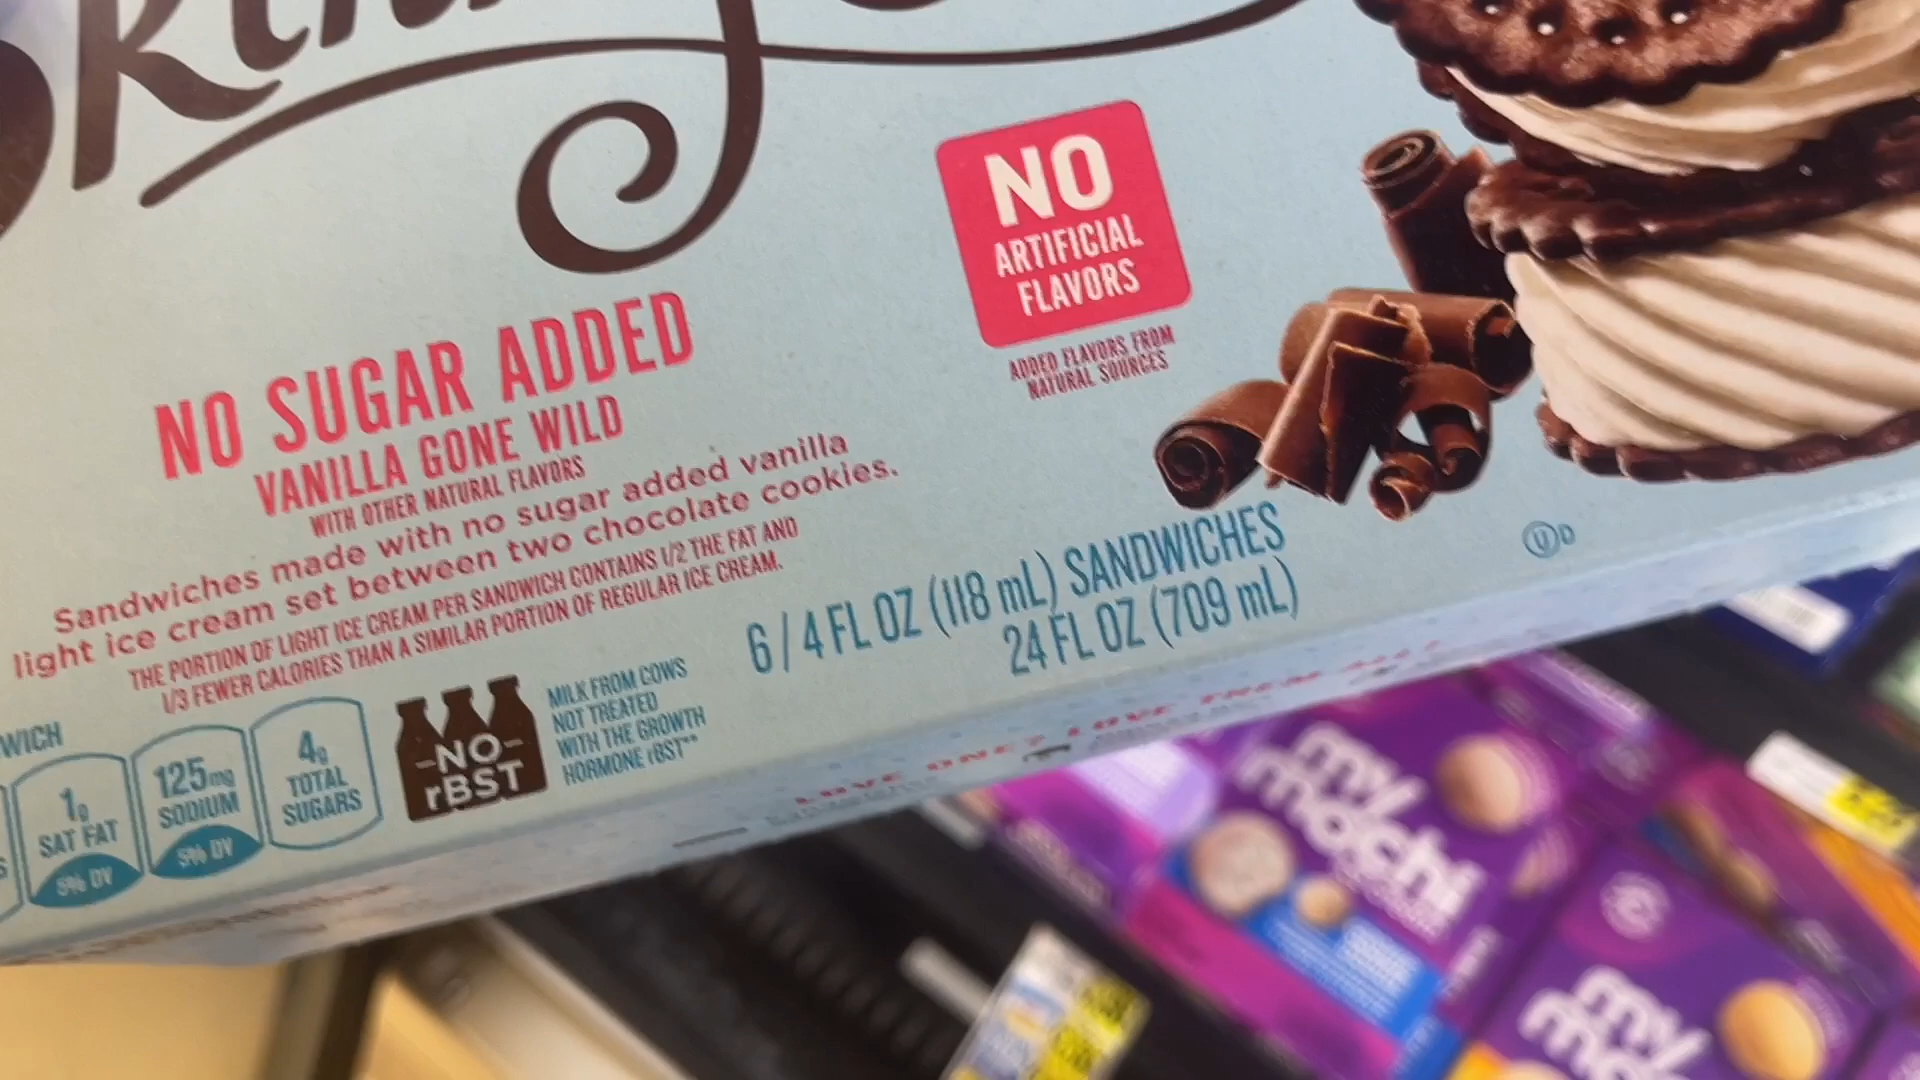 NO
ARTIFICIAL
FLAVORS
ADDED FLAVORS FROM
NATURAL SOURCES
NO SUGAR ADDED
VANILLA GONE WILD
WITH OTHER NATURAL FLAVORS
Sandwiches made with no sugar added vanilla
light ice cream set between two chocolate cookies.
THE PORTION OF LIGHT ICE CREAM PER SANDWICH CONTAINS 1/2 THE FAT AND
1/3 FEWER CALORIES THAN A SIMILAR PORTION OF REGULAR ICE CREAM.
6 / 4 FL OZ (118 mL) SANDWICHES
24 FL OZ (709 mL)
U D
1g
SAT FAT
5% DV
125mg
SODIUM
5% DV
4g
TOTAL
SUGARS
-NO-
rBST
MILK FROM COWS
NOT TREATED
WITH THE GROWTH
HORMONE rBST**
LOVE ONE? LOVE THEM ALL!
my
mochi
my